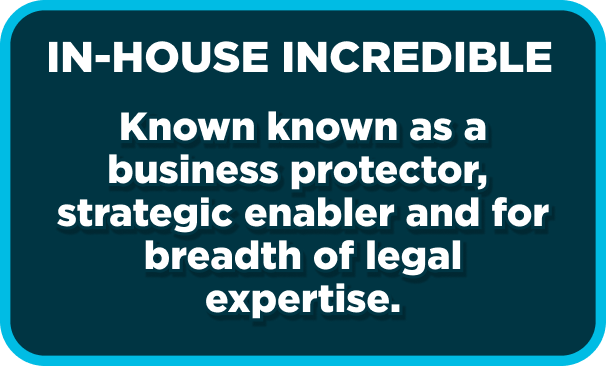 IN-HOUSE INCREDIBLE
Known known as a
business protector,
strategic enabler and for
breadth of legal
expertise.